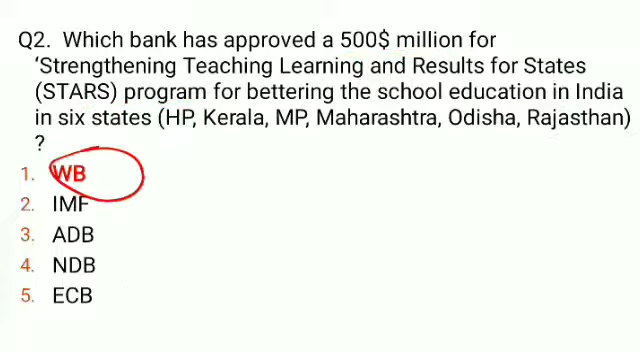 Q2. Which bank has approved a 500$ million for
‘Strengthening Teaching Learning and Results for States
(STARS) program for bettering the school education in India
in six states (HP, Kerala, MP, Maharashtra, Odisha, Rajasthan)
?
1. WB
2. IMF
3. ADB
4. NDB
5. ECB